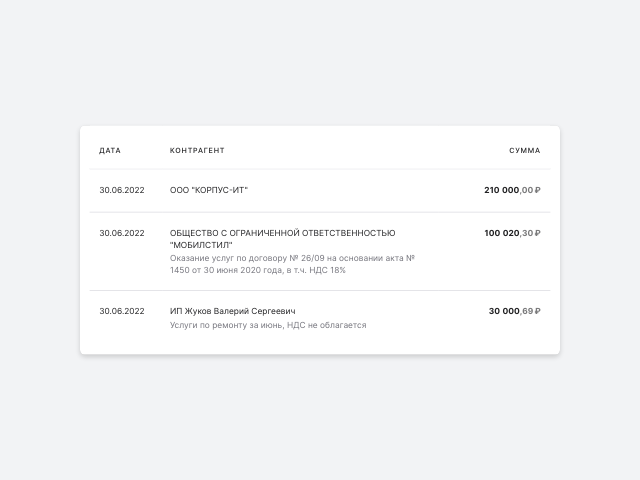 ДАТА КОНТРАГЕНТ СУММА
30.06.2022 ООО "КОРПУС-ИТ" 210 000,00 ₽
30.06.2022 ОБЩЕСТВО С ОГРАНИЧЕННОЙ ОТВЕТСТВЕННОСТЬЮ 100 020,30 ₽
"МОБИЛСТИЛ"
Оказание услуг по договору № 26/09 на основании акта №
1450 от 30 июня 2020 года, в т.ч. НДС 18%
30.06.2022 ИП Жуков Валерий Сергеевич 30 000,69 ₽
Услуги по ремонту за июнь, НДС не облагается